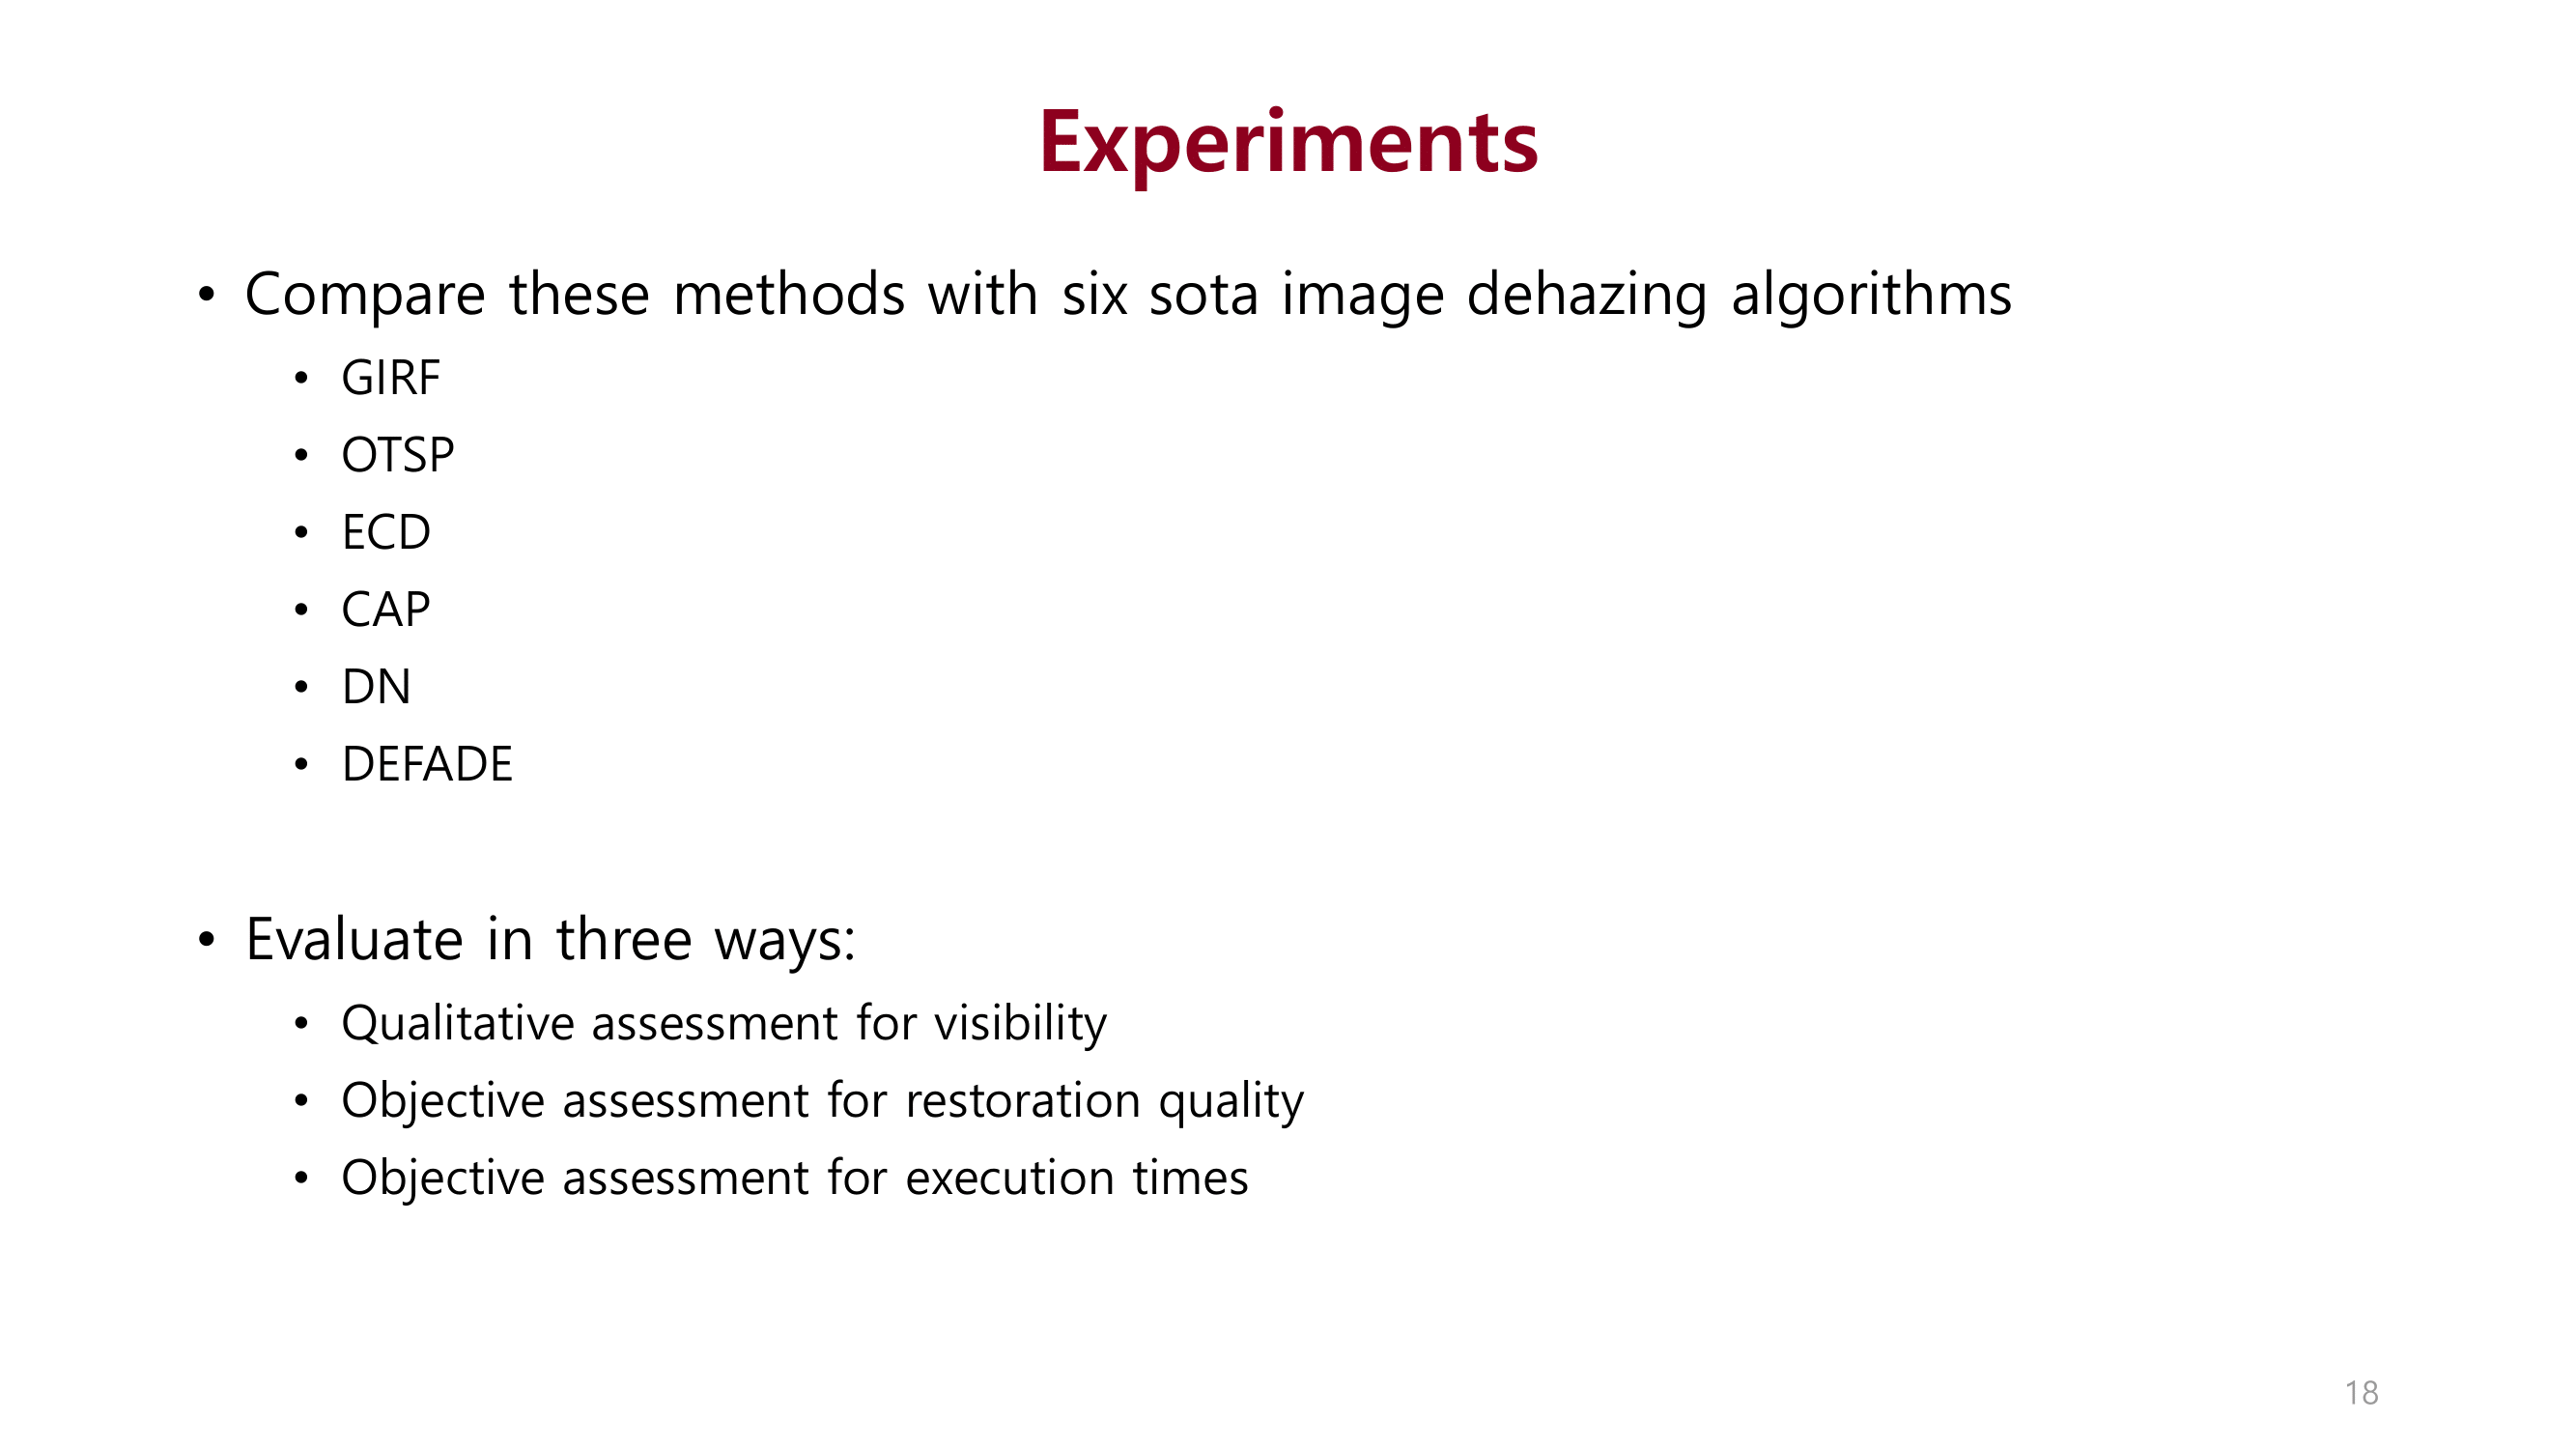 Experiments
• Compare these methods with six sota image dehazing algorithms
• GIRF
• OTSP
• ECD
• CAP
• DN
• DEFADE
• Evaluate in three ways:
• Qualitative assessment for visibility
• Objective assessment for restoration quality
• Objective assessment for execution times
18